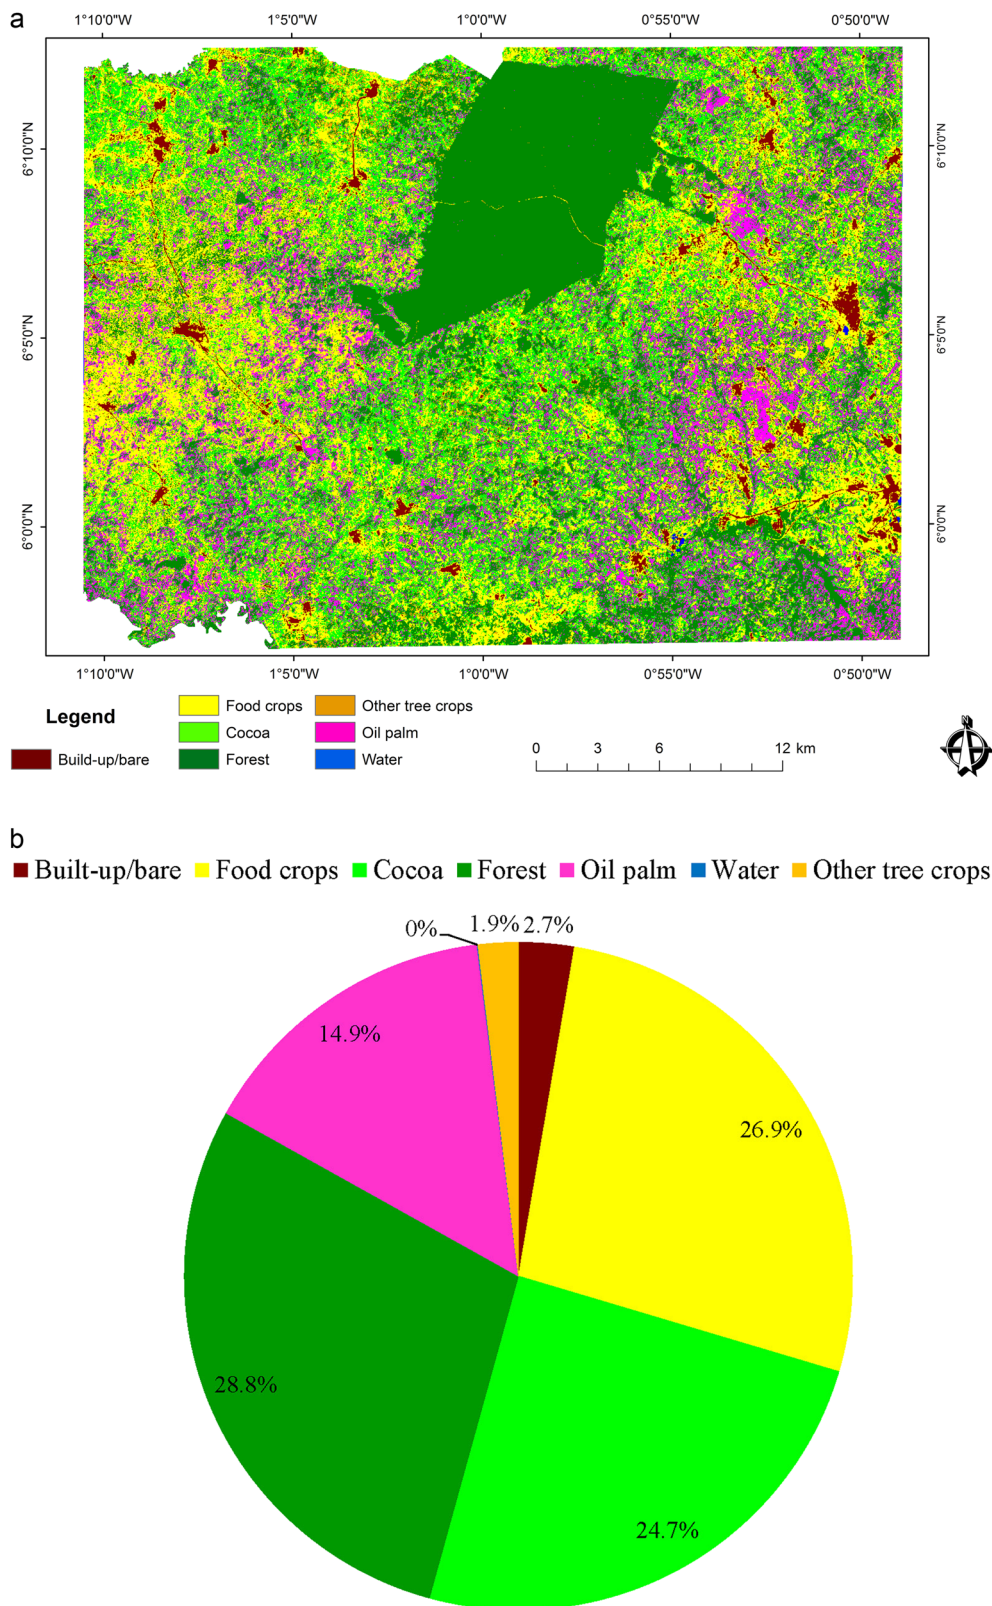 a
1°10'0"W 1°5'0"W 1°0'0"W 0°55'0"W 0°50'0"W
6°10'0"N 6°10'0"N
6°5'0"N 6°5'0"N
6°0'0"N 6°0'0"N
1°10'0"W 1°5'0"W 1°0'0"W 0°55'0"W 0°50'0"W
Legend
Build-up/bare
Food crops
Cocoa
Forest
Other tree crops
Oil palm
Water
0 3 6 12 km
N
b
Built-up/bare Food crops Cocoa Forest Oil palm Water Other tree crops
0% 1.9% 2.7%
14.9%
26.9%
28.8%
24.7%